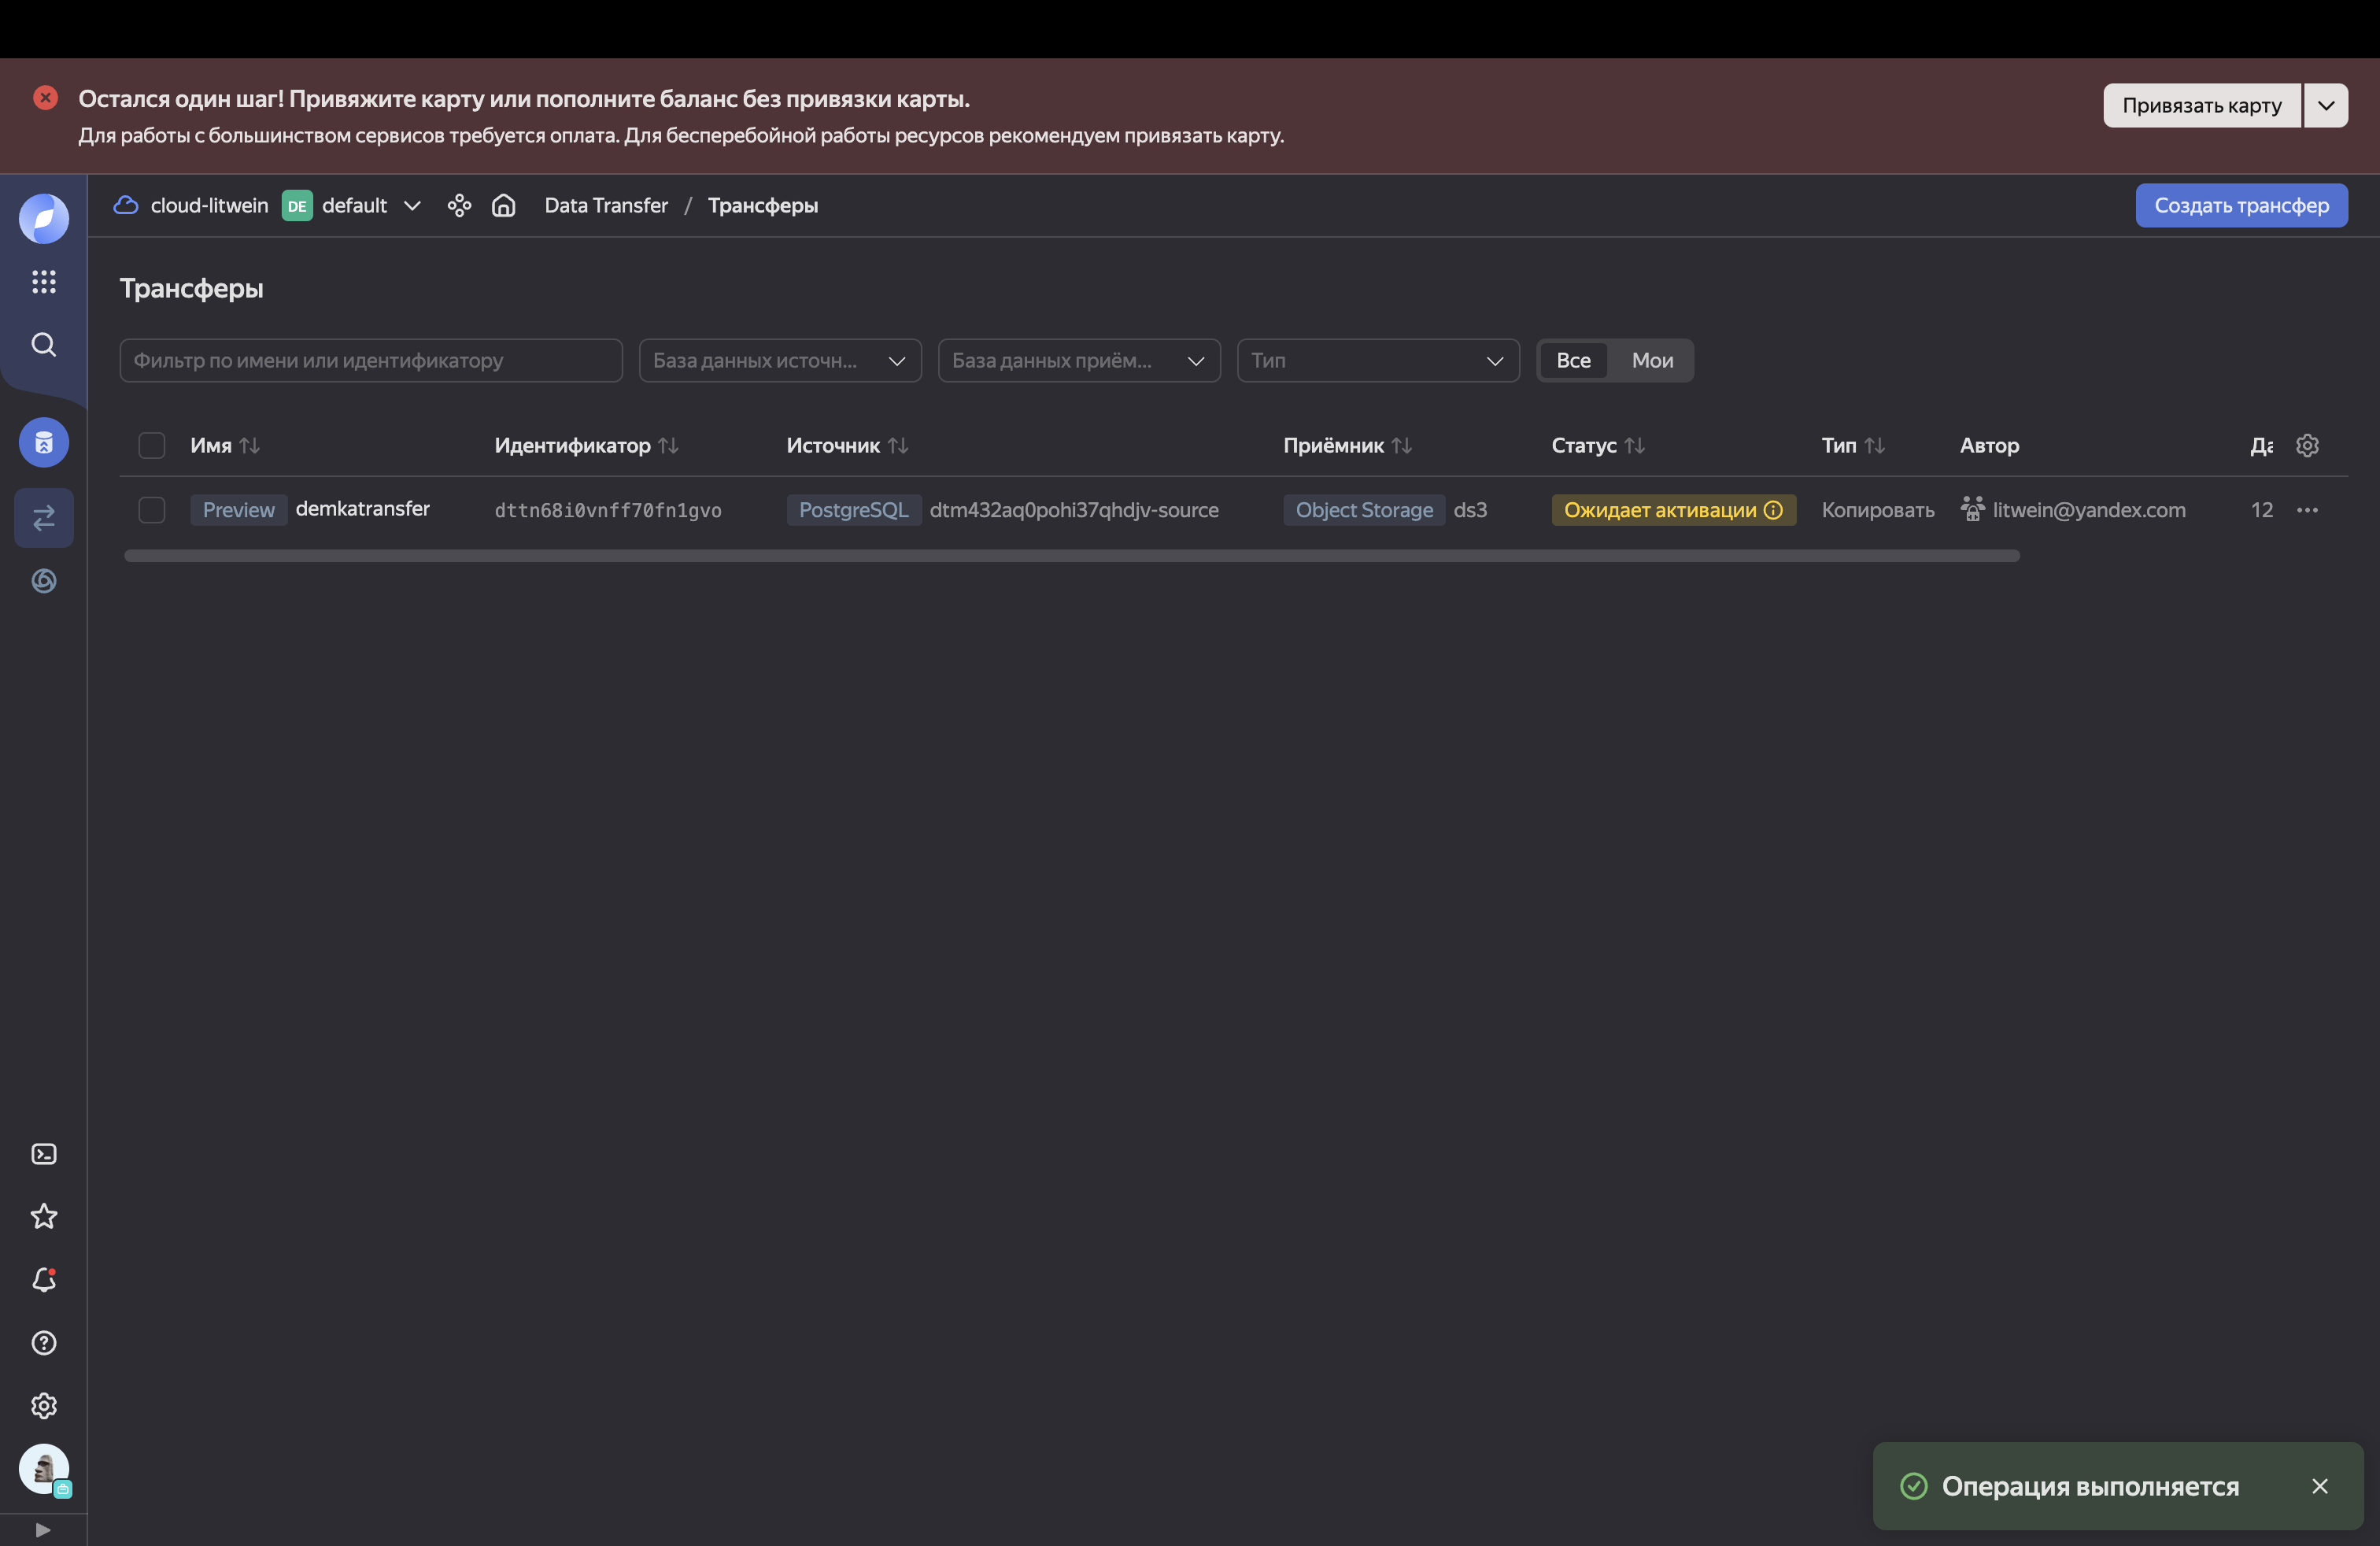 Остался один шаг! Привяжите карту или пополните баланс без привязки карты.
Для работы с большинством сервисов требуется оплата. Для бесперебойной работы ресурсов рекомендуем привязать карту.
Привязать карту
cloud-litwein DE default Data Transfer / Трансферы
Создать трансфер
Трансферы
Фильтр по имени или идентификатору
База данных источн...
База данных приём...
Тип
Все Мои
Имя Идентификатор Источник Приёмник Статус Тип Автор Да
Preview demkatransfer dttn68i0vnff70fn1gvo PostgreSQL dtm432aq0pohi37qhdjv-source Object Storage ds3 Ожидает активации Копировать litwein@yandex.com 12
Операция выполняется